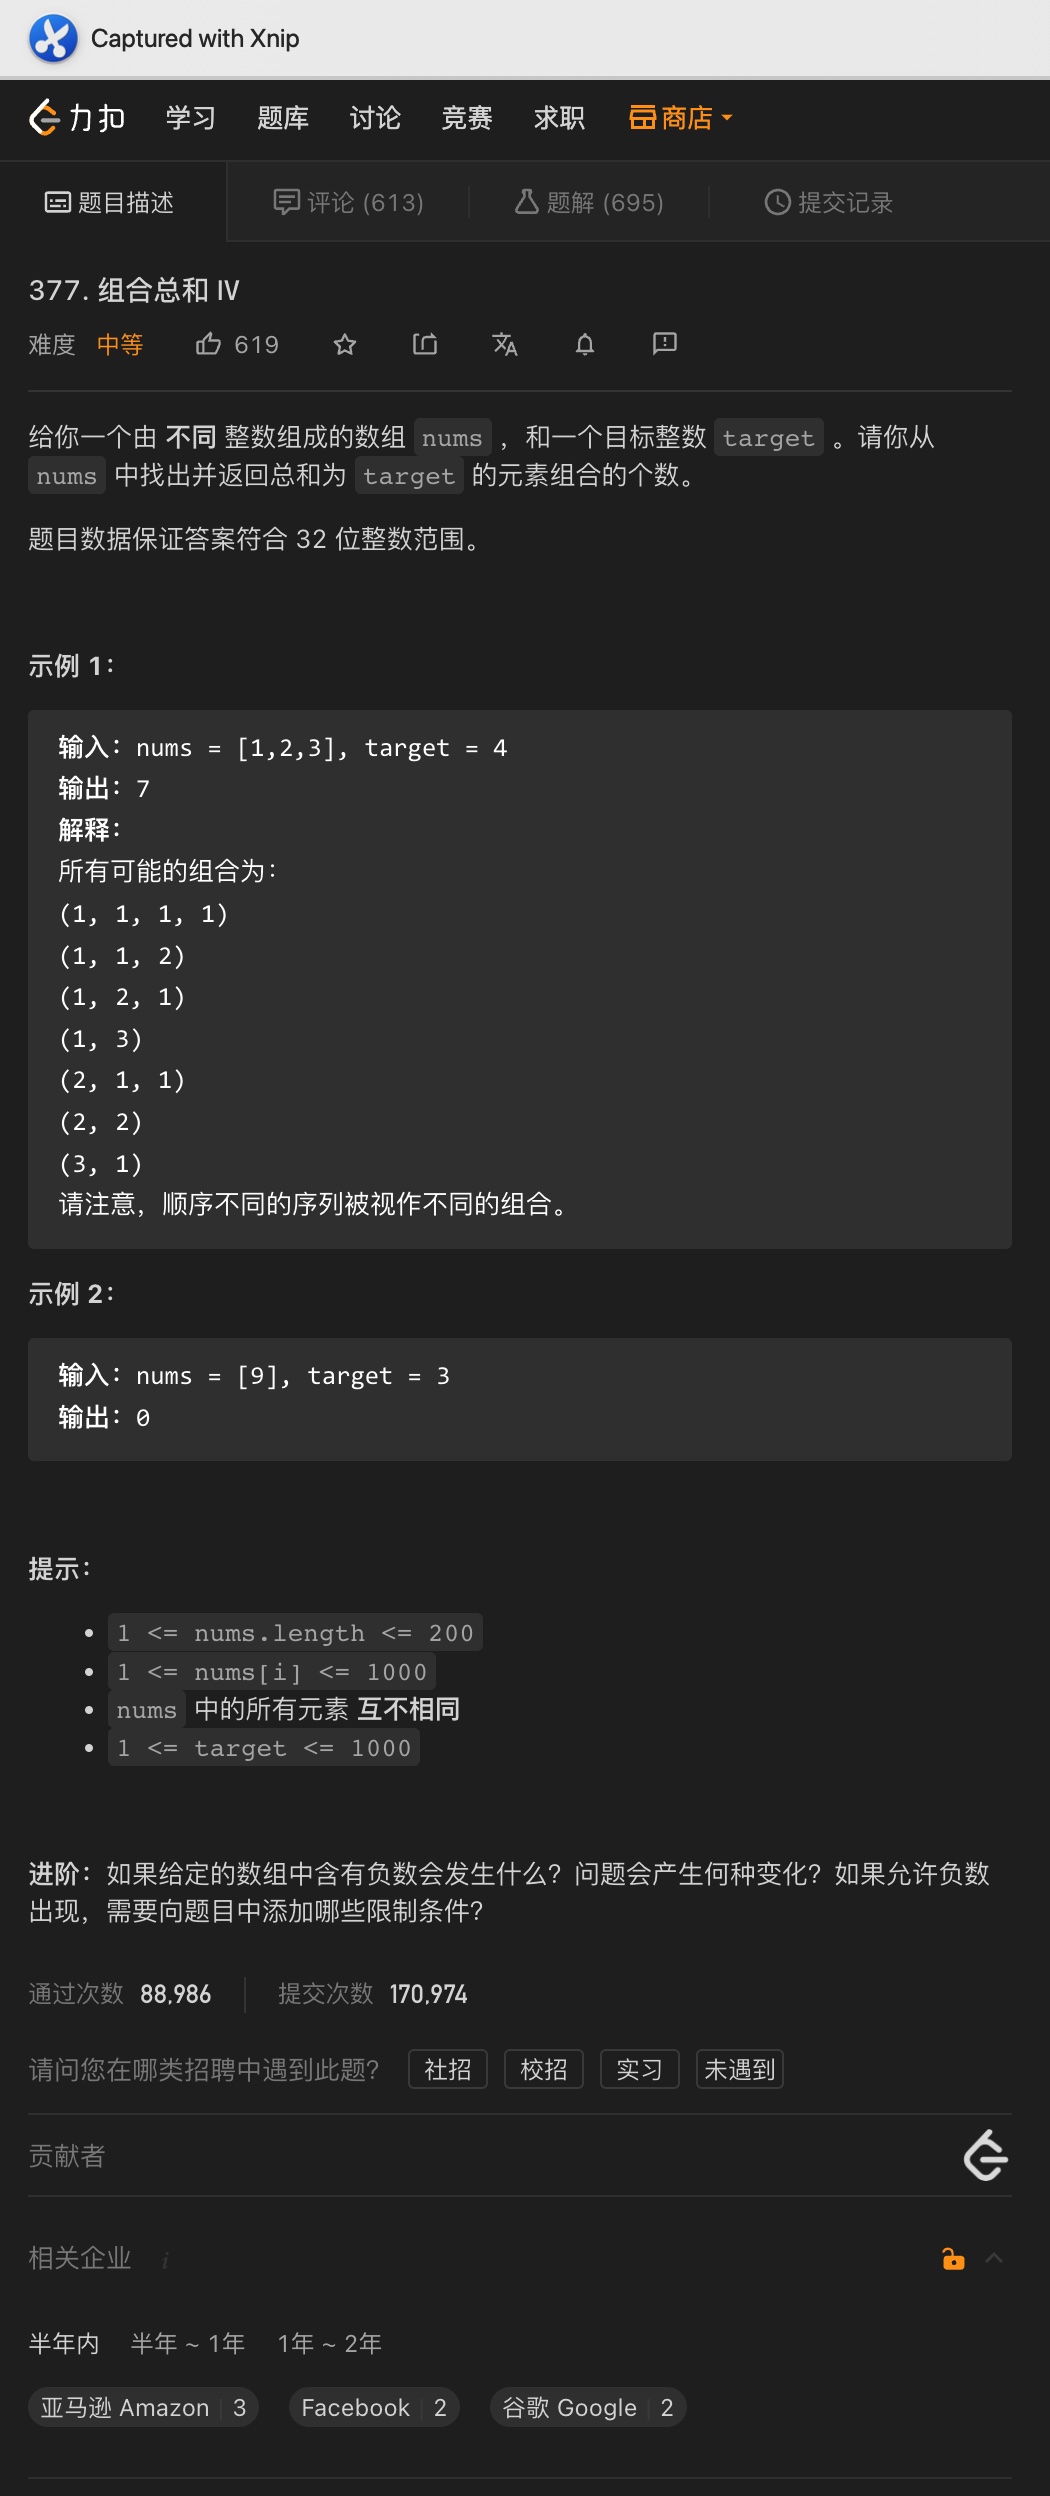 Captured with Xnip
力扣 学习 题库 讨论 竞赛 求职 商店
题目描述 评论 (613) 题解 (695) 提交记录
377. 组合总和 Ⅳ
难度 中等 619
给你一个由 不同 整数组成的数组 nums ，和一个目标整数 target 。请你从
nums 中找出并返回总和为 target 的元素组合的个数。
题目数据保证答案符合 32 位整数范围。
示例 1：
输入：nums = [1,2,3], target = 4
输出：7
解释：
所有可能的组合为：
(1, 1, 1, 1)
(1, 1, 2)
(1, 2, 1)
(1, 3)
(2, 1, 1)
(2, 2)
(3, 1)
请注意，顺序不同的序列被视作不同的组合。
示例 2：
输入：nums = [9], target = 3
输出：0
提示：
• 1 <= nums.length <= 200
• 1 <= nums[i] <= 1000
• nums 中的所有元素 互不相同
• 1 <= target <= 1000
进阶：如果给定的数组中含有负数会发生什么？问题会产生何种变化？如果允许负数
出现，需要向题目中添加哪些限制条件？
通过次数 88,986 提交次数 170,974
请问您在哪类招聘中遇到此题？ 社招 校招 实习 未遇到
贡献者
相关企业 i
半年内 半年 ~ 1年 1年 ~ 2年
亚马逊 Amazon 3 Facebook 2 谷歌 Google 2